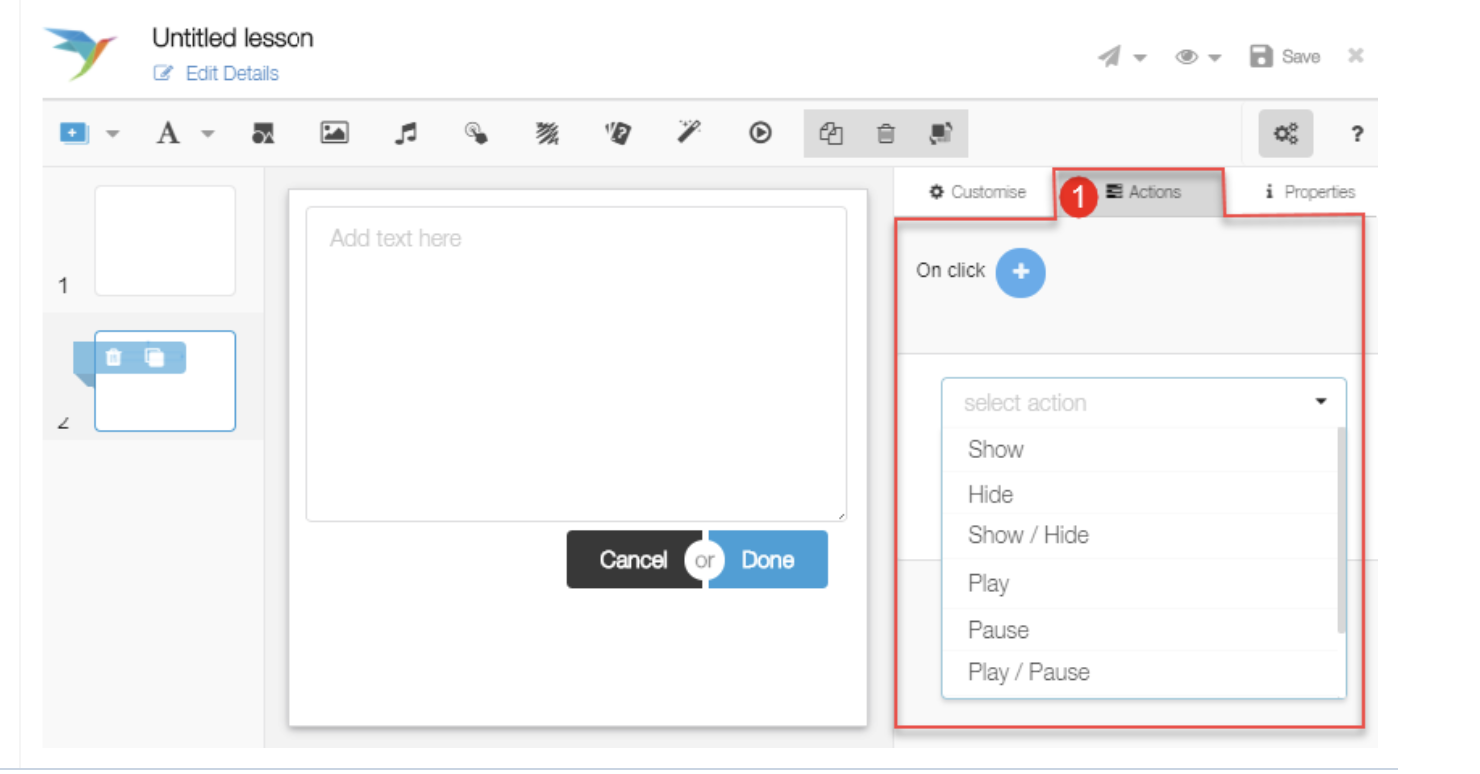 Untitled lesson
Edit Details
Save
A
?
Customise
1
Actions
i Properties
Add text here
On click
1
2
select action
Show
Hide
Show / Hide
Play
Pause
Play / Pause
Cancel or Done